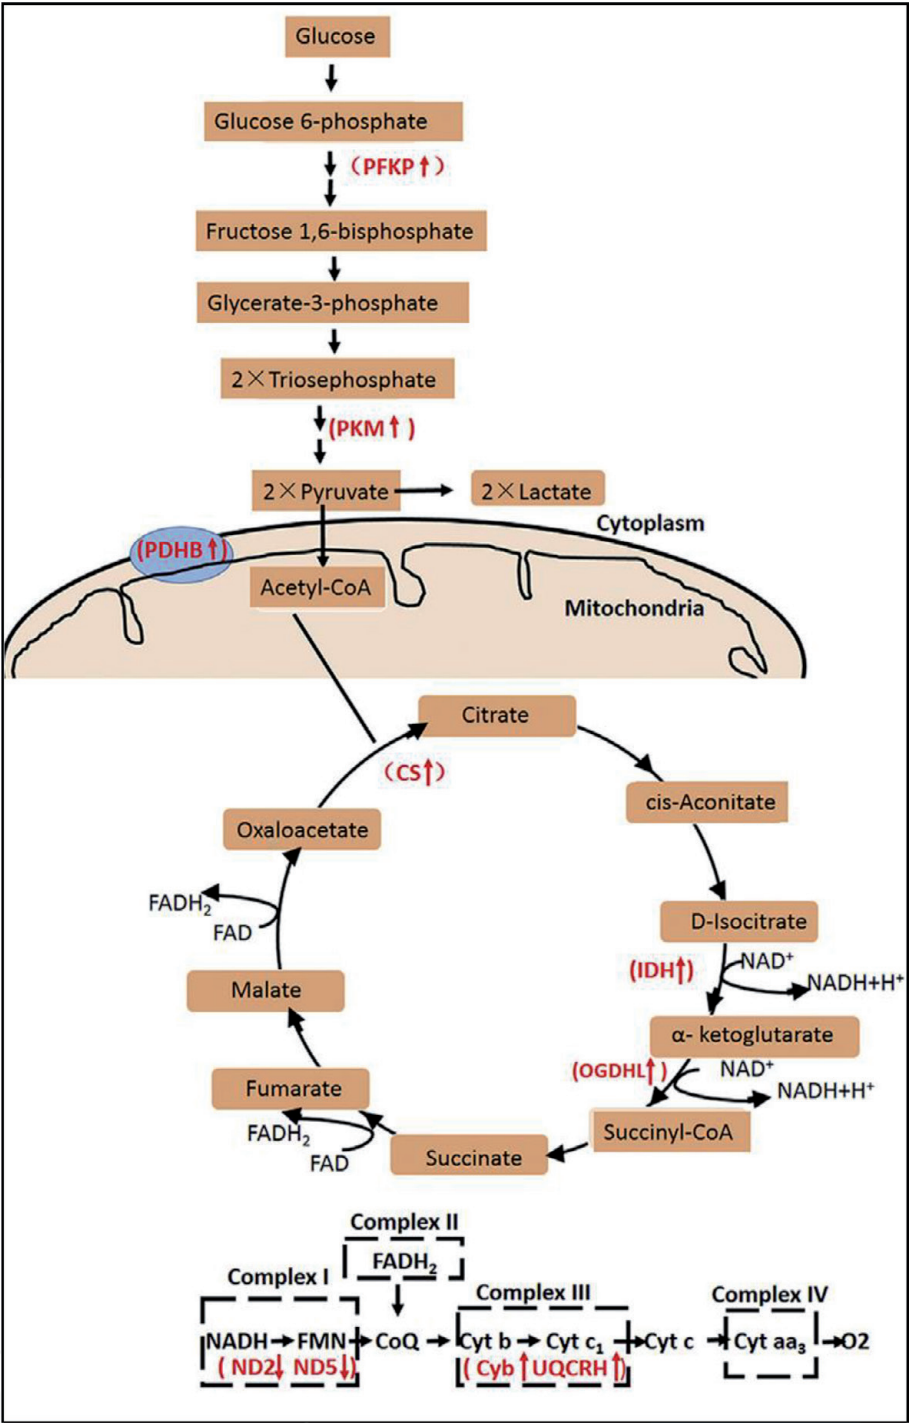 Glucose
Glucose 6-phosphate
(PFKP↑)
Fructose 1,6-bisphosphate
Glycerate-3-phosphate
2×Triosephosphate
(PKM↑)
2×Pyruvate
2×Lactate
Cytoplasm
(PDHB↑)
Acetyl-CoA
Mitochondria
Citrate
(CS↑)
cis-Aconitate
Oxaloacetate
FADH₂
FAD
D-Isocitrate
(IDH↑)
NAD⁺
NADH+H⁺
Malate
α- ketoglutarate
(OGDHL↑)
NAD⁺
NADH+H⁺
Fumarate
FADH₂
FAD
Succinyl-CoA
Succinate
Complex II
FADH₂
Complex I
Complex III
Complex IV
NADH FMN CoQ Cyt b Cyt c₁ Cyt c Cyt aa₃ O2
(ND2↓ ND5↓) (Cyb↑UQCRH↑)